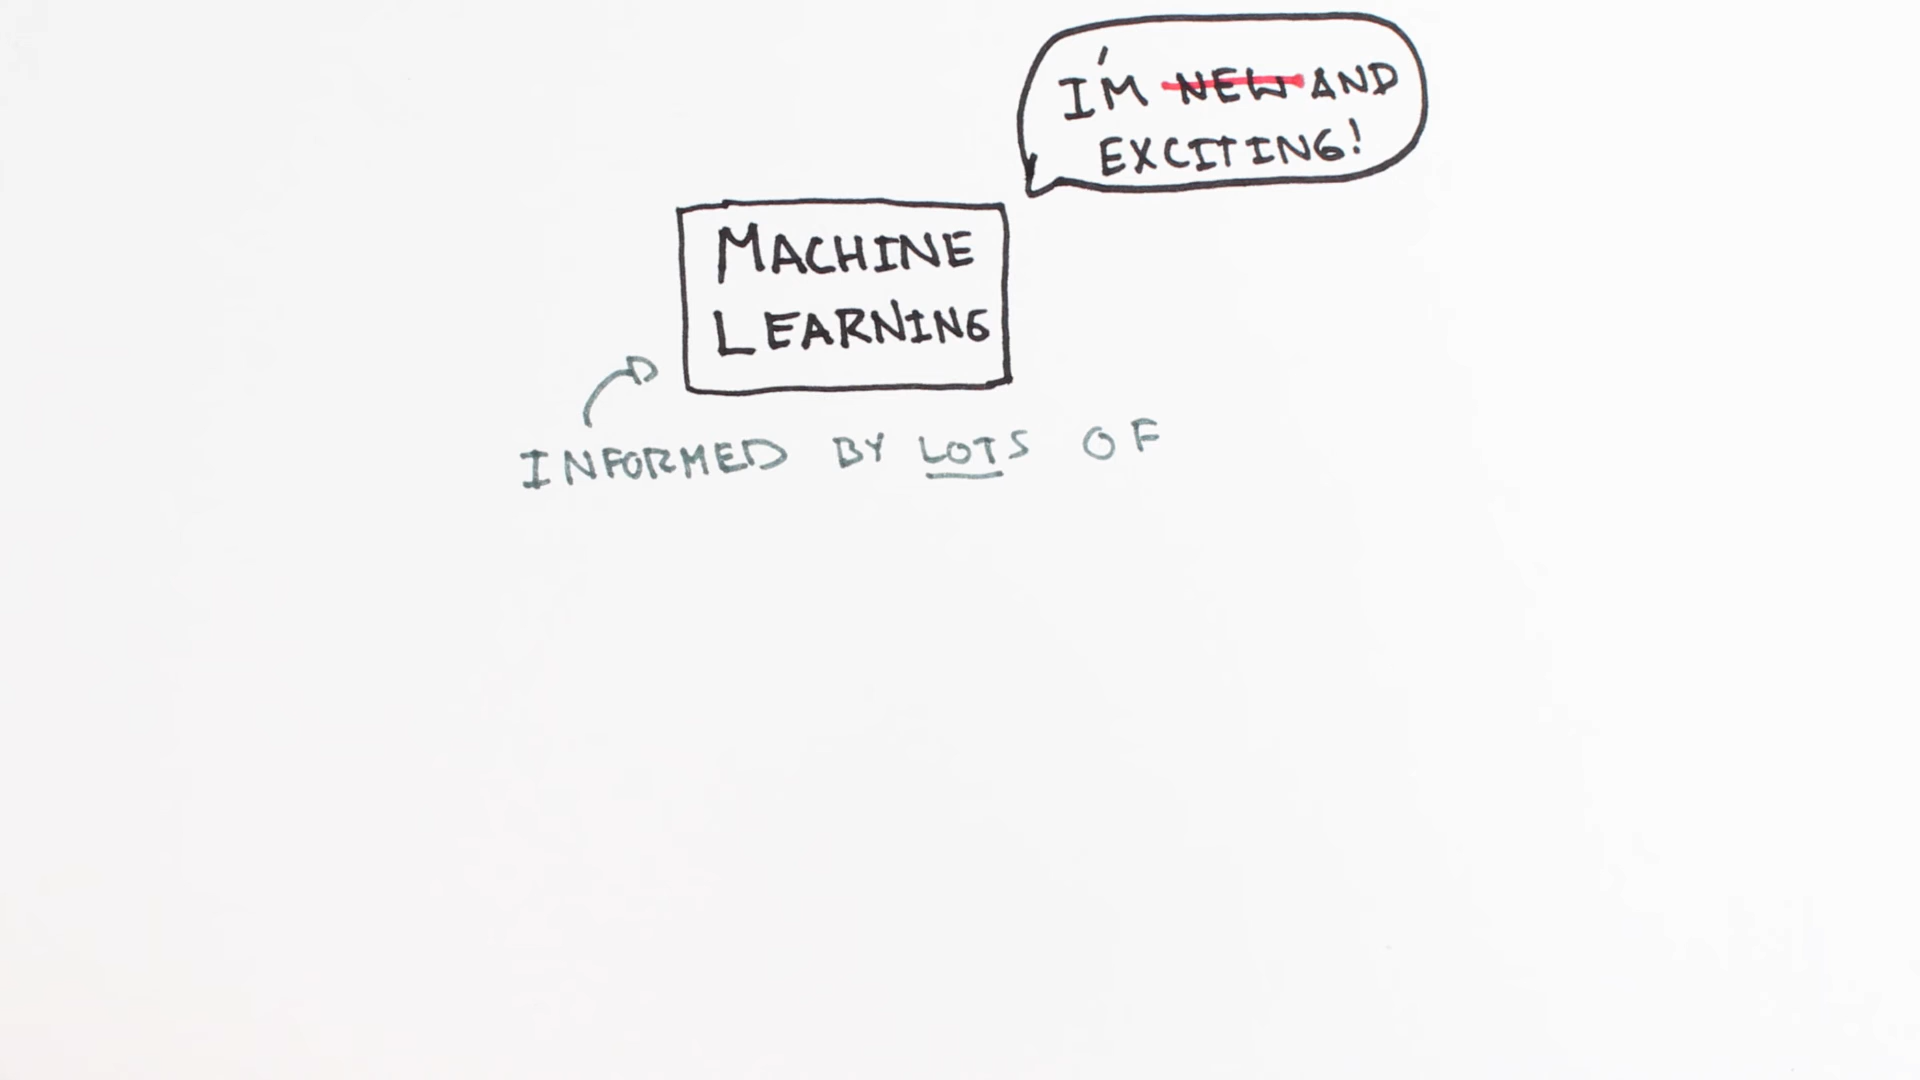 I'M NEW AND
EXCITING!
MACHINE
LEARNING
INFORMED BY LOTS OF